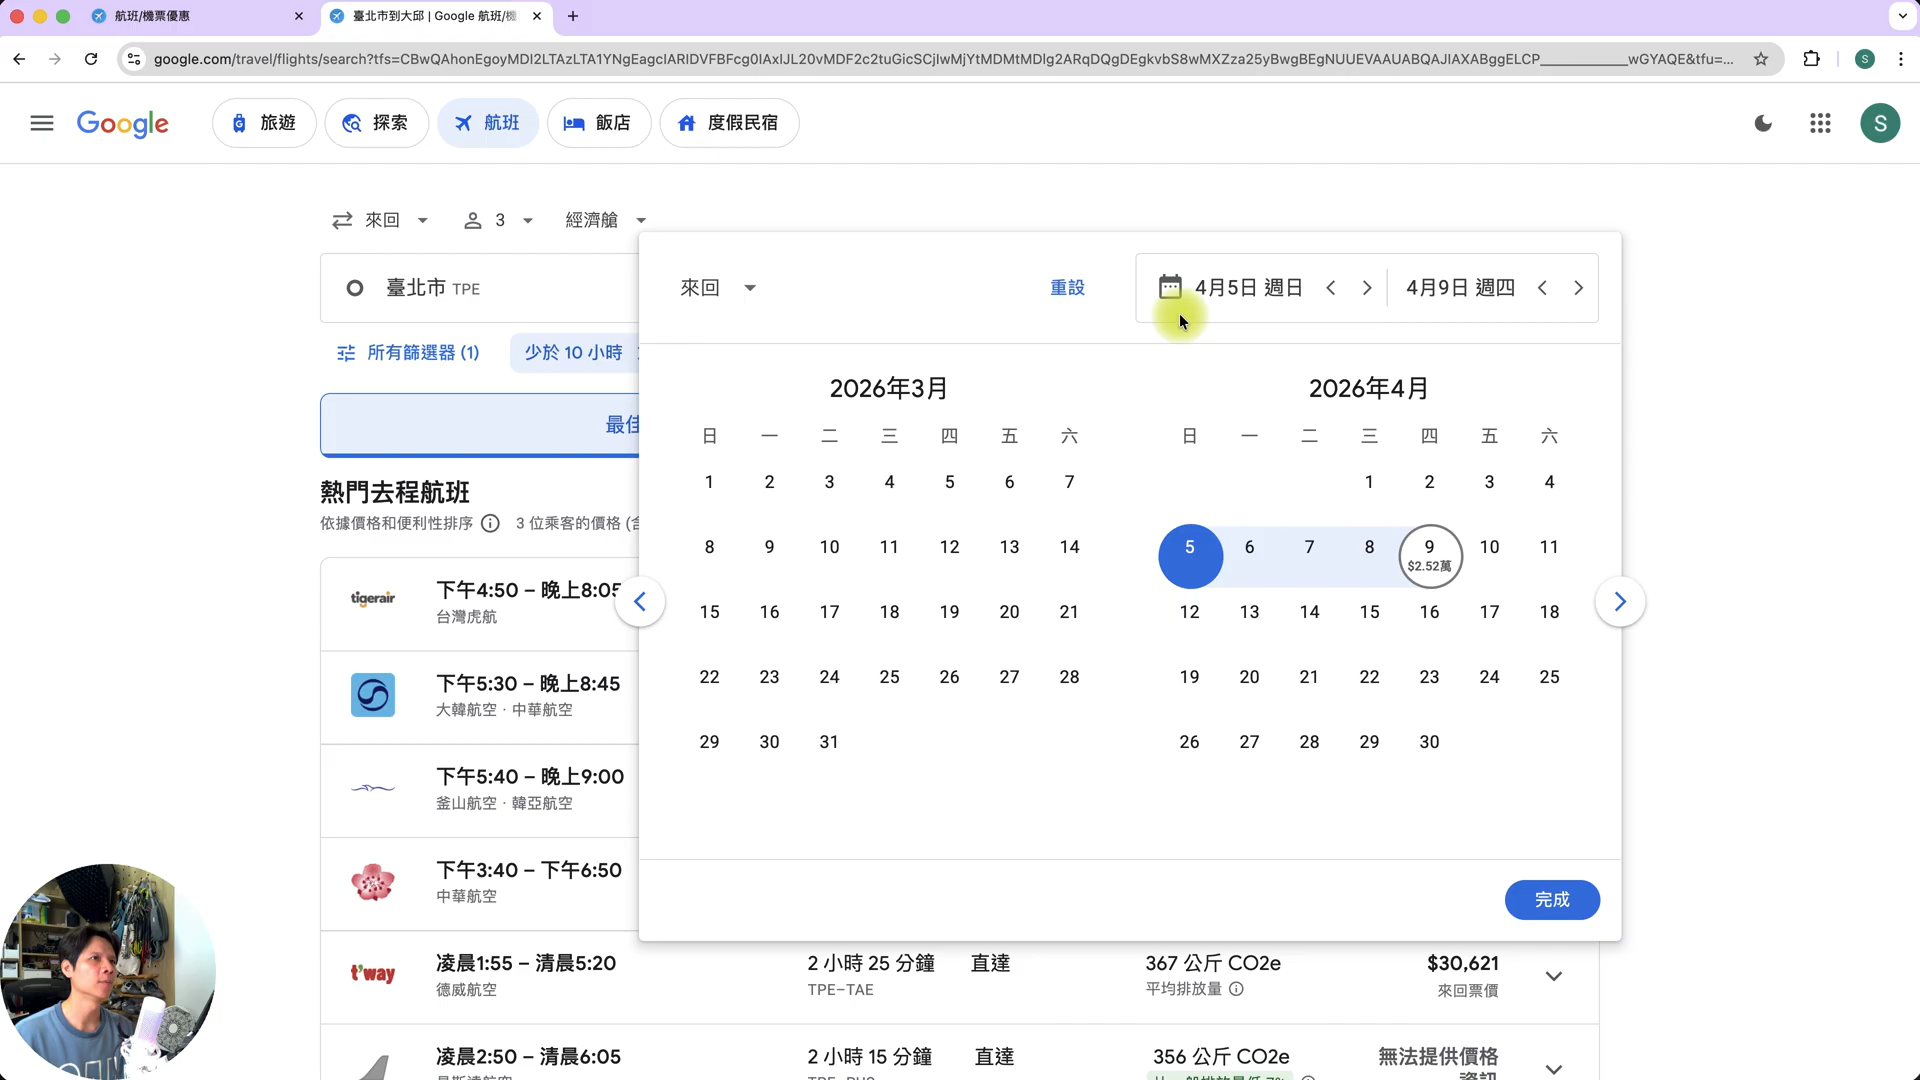 航班/機票優惠
臺北市到大邱 | Google 航班/機
google.com/travel/flights/search?tfs=CBwQAhonEgoyMDI2LTAzLTA1YNgEagcIARIDVFBFcg0IAxIJL20vMDF2c2tuGicSCjIwMjYtMDMtMDlg2ARqDQgDEgkvbS8wMXZza25yBwgBEgNUUEVAAUABQAJIAXABggELCP___________wGYAQE&tfu=...
S
Google
旅遊
探索
航班
飯店
度假民宿
S
來回
3
經濟艙
臺北市 TPE
來回
重設
4月5日 週日
4月9日 週四
所有篩選器 (1)
少於 10 小時
最佳
熱門去程航班
依據價格和便利性排序
3 位乘客的價格 (含
2026年3月
日 一 二 三 四 五 六
1 2 3 4 5 6 7
8 9 10 11 12 13 14
15 16 17 18 19 20 21
22 23 24 25 26 27 28
29 30 31
2026年4月
日 一 二 三 四 五 六
1 2 3 4
5 6 7 8 9 10 11
$2.52萬
12 13 14 15 16 17 18
19 20 21 22 23 24 25
26 27 28 29 30
完成
tigerair
下午4:50 – 晚上8:05
台灣虎航
下午5:30 – 晚上8:45
大韓航空 · 中華航空
下午5:40 – 晚上9:00
釜山航空 · 韓亞航空
下午3:40 – 下午6:50
中華航空
t'way
凌晨1:55 – 清晨5:20
德威航空
2 小時 25 分鐘
TPE–TAE
直達
367 公斤 CO2e
平均排放量
$30,621
來回票價
凌晨2:50 – 清晨6:05
2 小時 15 分鐘
直達
356 公斤 CO2e
無法提供價格
資訊